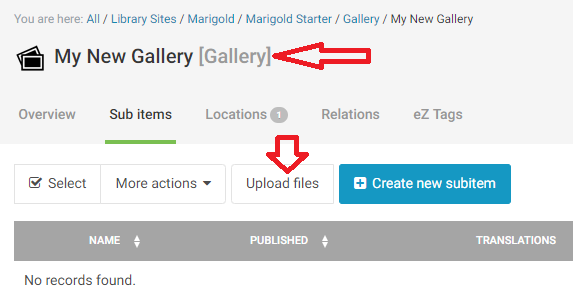 You are here: All / Library Sites / Marigold / Marigold Starter / Gallery / My New Gallery
My New Gallery [Gallery]
Overview Sub items Locations 1 Relations eZ Tags
Select More actions Upload files Create new subitem
NAME PUBLISHED TRANSLATIONS
No records found.